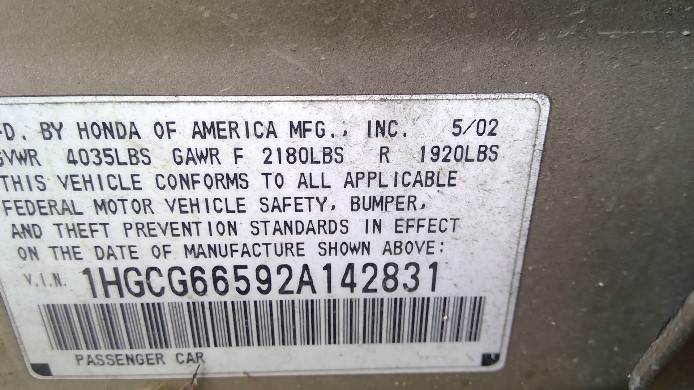 D. BY HONDA OF AMERICA MFG., INC. 5/02
GVWR 4035LBS GAWR F 2180LBS R 1920LBS
THIS VEHICLE CONFORMS TO ALL APPLICABLE
FEDERAL MOTOR VEHICLE SAFETY, BUMPER,
AND THEFT PREVENTION STANDARDS IN EFFECT
ON THE DATE OF MANUFACTURE SHOWN ABOVE:
V.I.N. 1HGCG66592A142831
PASSENGER CAR